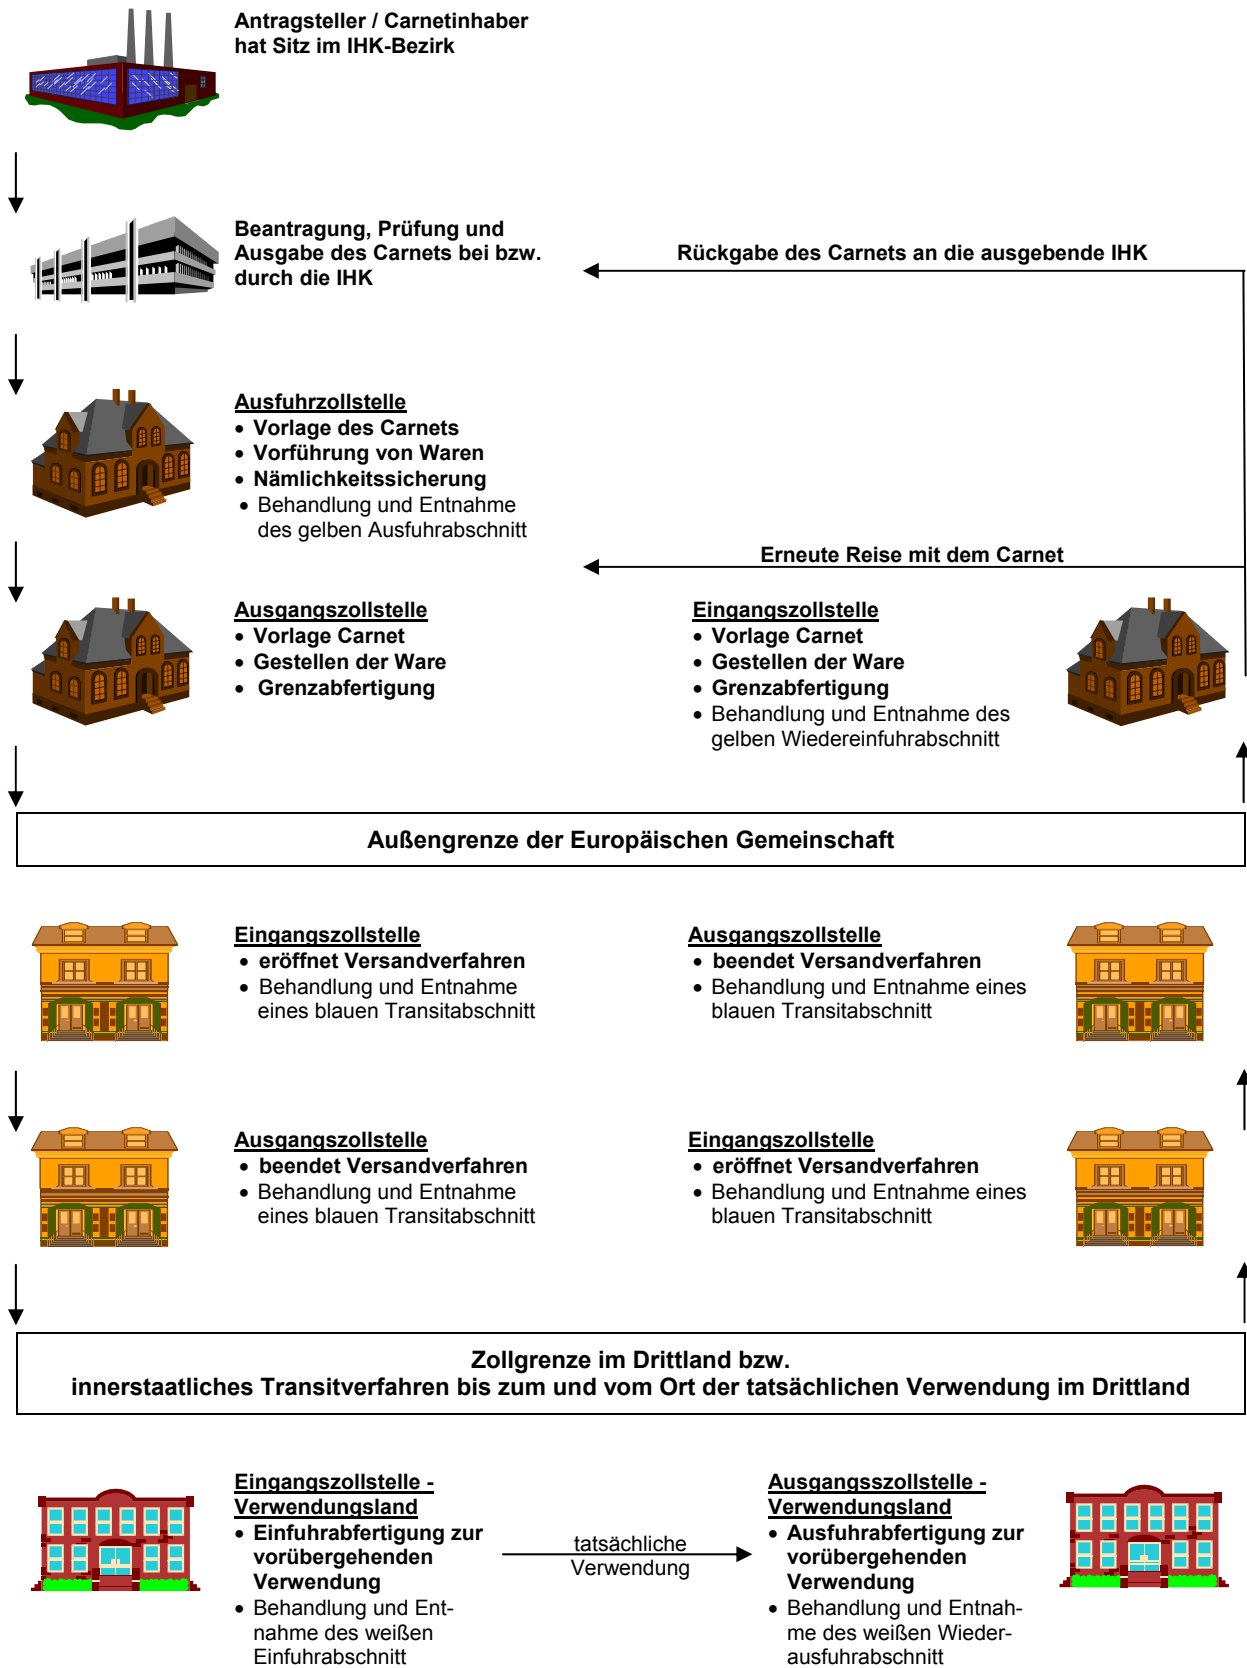 Antragsteller / Carnetinhaber
hat Sitz im IHK-Bezirk
Beantragung, Prüfung und
Ausgabe des Carnets bei bzw.
durch die IHK
Rückgabe des Carnets an die ausgebende IHK
Ausfuhrzollstelle
• Vorlage des Carnets
• Vorführung von Waren
• Nämlichkeitssicherung
• Behandlung und Entnahme
des gelben Ausfuhrabschnitt
Erneute Reise mit dem Carnet
Ausgangszollstelle
• Vorlage Carnet
• Gestellen der Ware
• Grenzabfertigung
Eingangszollstelle
• Vorlage Carnet
• Gestellen der Ware
• Grenzabfertigung
• Behandlung und Entnahme des
gelben Wiedereinfuhrabschnitt
Außengrenze der Europäischen Gemeinschaft
Eingangszollstelle
• eröffnet Versandverfahren
• Behandlung und Entnahme
eines blauen Transitabschnitt
Ausgangszollstelle
• beendet Versandverfahren
• Behandlung und Entnahme eines
blauen Transitabschnitt
Ausgangszollstelle
• beendet Versandverfahren
• Behandlung und Entnahme
eines blauen Transitabschnitt
Eingangszollstelle
• eröffnet Versandverfahren
• Behandlung und Entnahme eines
blauen Transitabschnitt
Zollgrenze im Drittland bzw.
innerstaatliches Transitverfahren bis zum und vom Ort der tatsächlichen Verwendung im Drittland
Eingangszollstelle -
Verwendungsland
• Einfuhrabfertigung zur
vorübergehenden
Verwendung
• Behandlung und Ent-
nahme des weißen
Einfuhrabschnitt
tatsächliche
Verwendung
Ausgangsszollstelle -
Verwendungsland
• Ausfuhrabfertigung zur
vorübergehenden
Verwendung
• Behandlung und Entnah-
me des weißen Wieder-
ausfuhrabschnitt